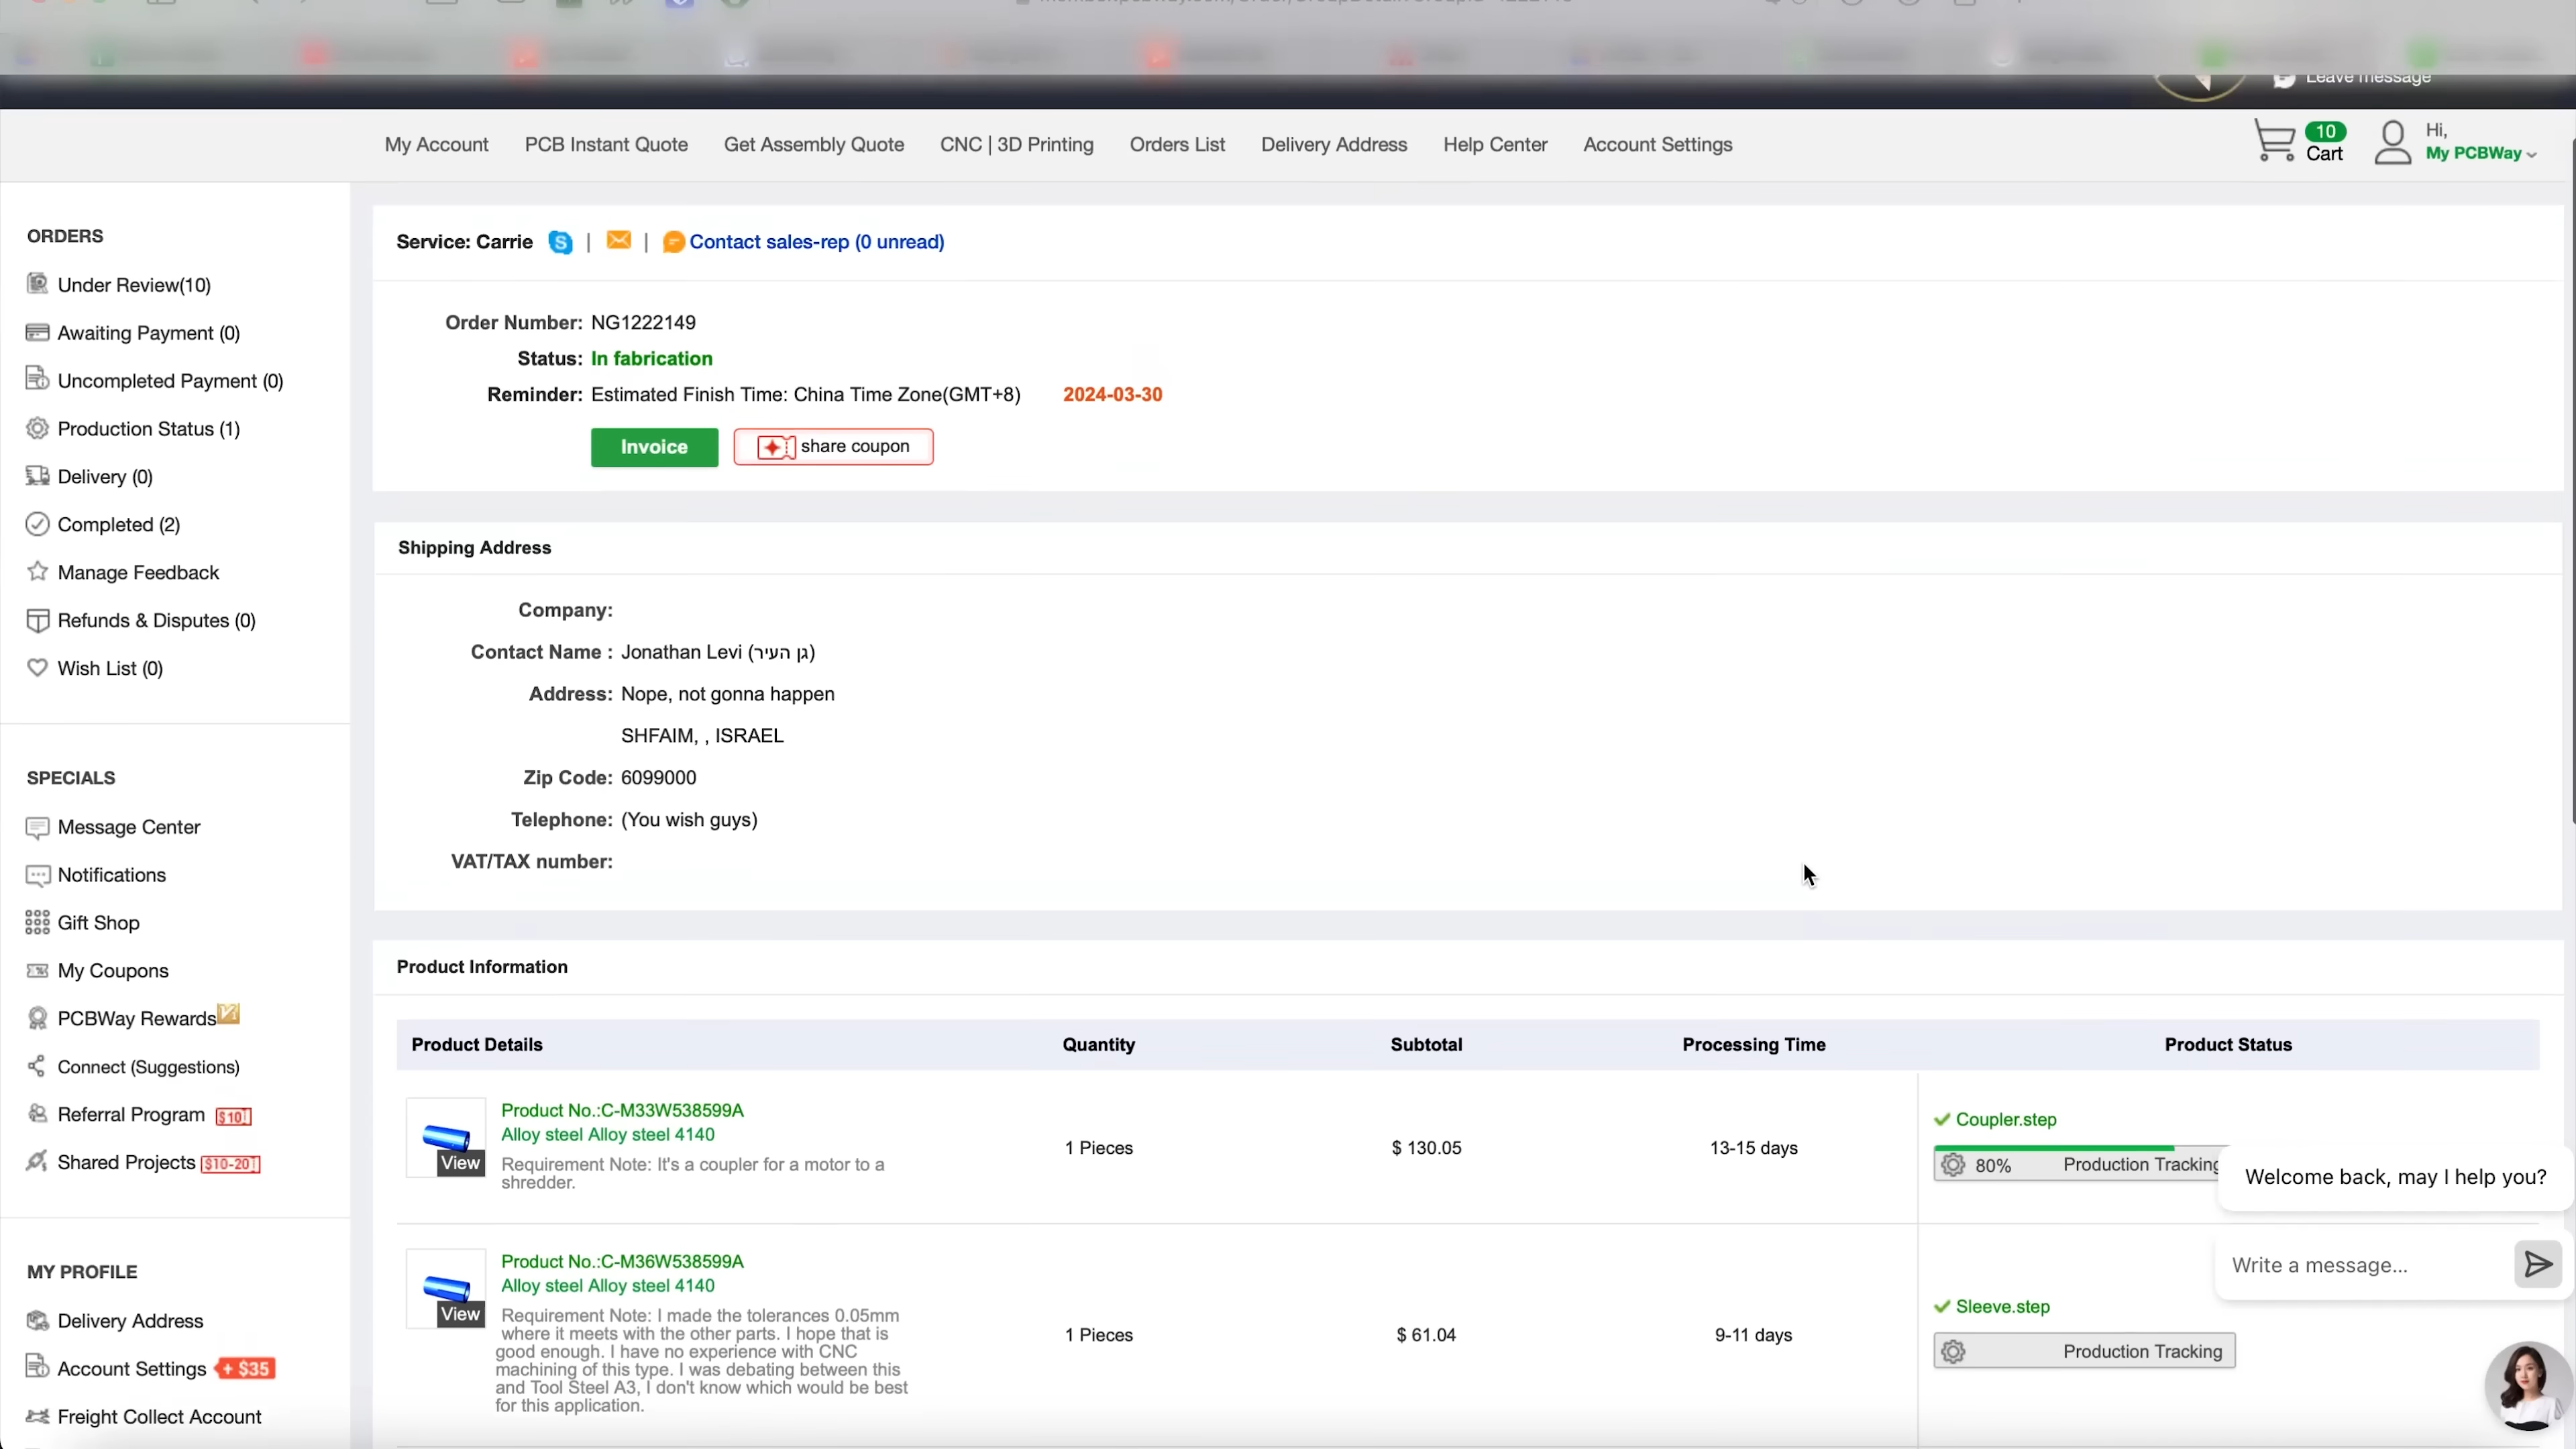 Leave message
My Account PCB Instant Quote Get Assembly Quote CNC | 3D Printing Orders List Delivery Address Help Center Account Settings
10
Cart
Hi,
My PCBWay
ORDERS
Under Review(10)
Awaiting Payment (0)
Uncompleted Payment (0)
Production Status (1)
Delivery (0)
Completed (2)
Manage Feedback
Refunds & Disputes (0)
Wish List (0)
SPECIALS
Message Center
Notifications
Gift Shop
My Coupons
PCBWay Rewards
Connect (Suggestions)
Referral Program $10
Shared Projects $10-20
MY PROFILE
Delivery Address
Account Settings + $35
Freight Collect Account
Service: Carrie | | Contact sales-rep (0 unread)
Order Number: NG1222149
Status: In fabrication
Reminder: Estimated Finish Time: China Time Zone(GMT+8) 2024-03-30
Invoice share coupon
Shipping Address
Company:
Contact Name : Jonathan Levi (גן העיר)
Address: Nope, not gonna happen
SHFAIM, , ISRAEL
Zip Code: 6099000
Telephone: (You wish guys)
VAT/TAX number:
Product Information
Product Details Quantity Subtotal Processing Time Product Status
View
Product No.:C-M33W538599A
Alloy steel Alloy steel 4140
Requirement Note: It's a coupler for a motor to a
shredder.
1 Pieces $ 130.05 13-15 days
Coupler.step
80% Production Tracking
View
Product No.:C-M36W538599A
Alloy steel Alloy steel 4140
Requirement Note: I made the tolerances 0.05mm
where it meets with the other parts. I hope that is
good enough. I have no experience with CNC
machining of this type. I was debating between this
and Tool Steel A3, I don't know which would be best
for this application.
1 Pieces $ 61.04 9-11 days
Sleeve.step
Production Tracking
Welcome back, may I help you?
Write a message...